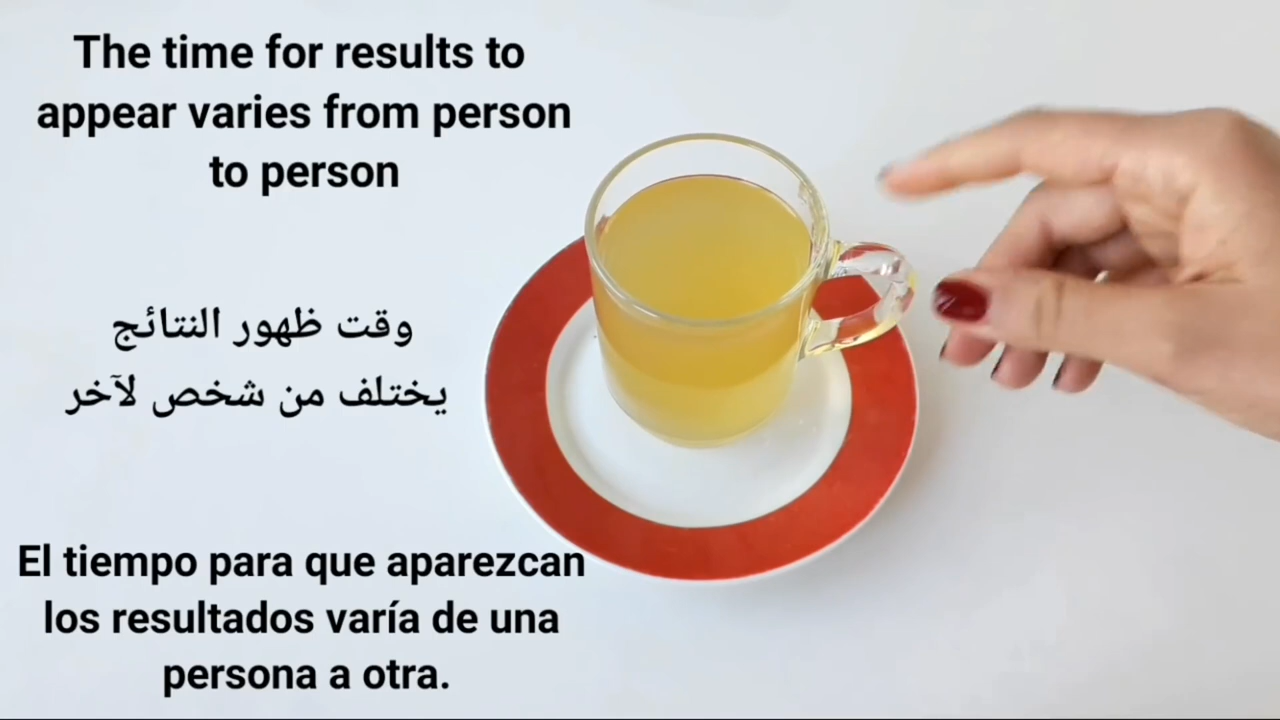 The time for results to
appear varies from person
to person
وقت ظهور النتائج
يختلف من شخص لآخر
El tiempo para que aparezcan
los resultados varía de una
persona a otra.